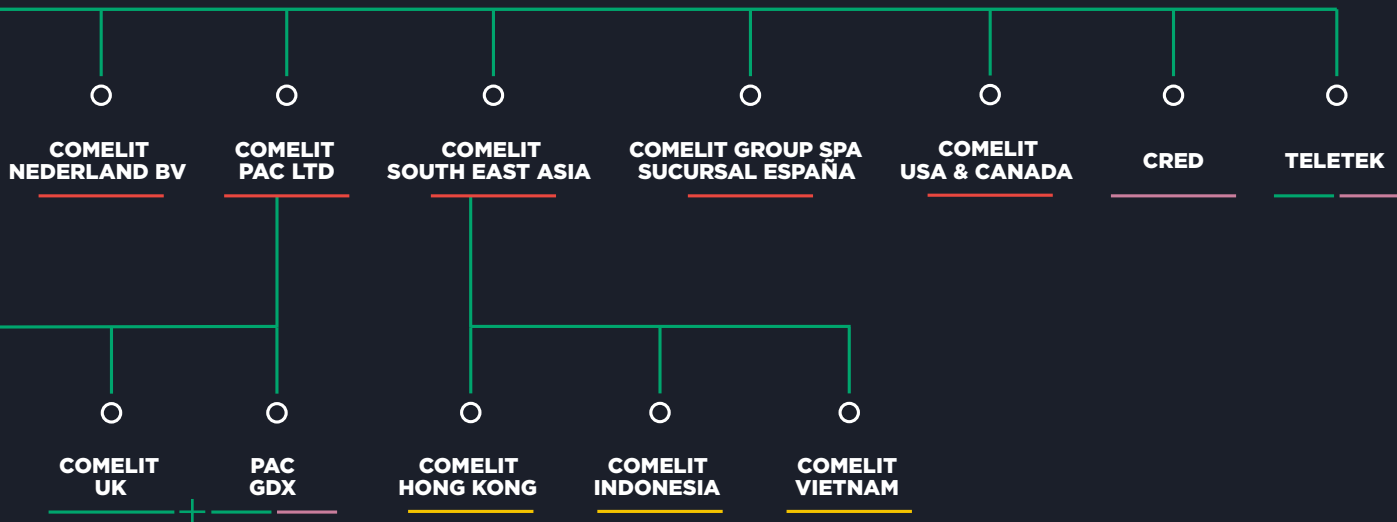 COMELIT
NEDERLAND BV
COMELIT
PAC LTD
COMELIT
SOUTH EAST ASIA
COMELIT GROUP SPA
SUCURSAL ESPAÑA
COMELIT
USA & CANADA
CRED
TELETEK
COMELIT
UK
PAC
GDX
COMELIT
HONG KONG
COMELIT
INDONESIA
COMELIT
VIETNAM